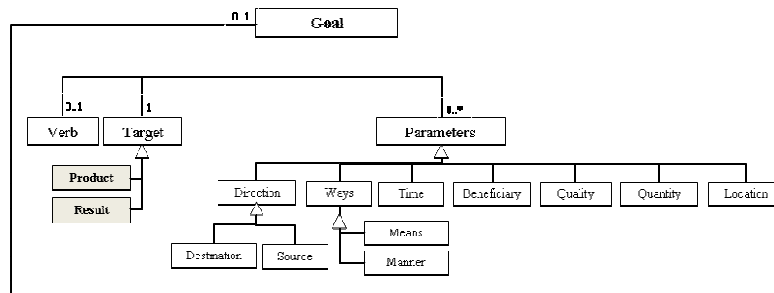 0..1
Goal
0..1
1
0..*
Verb
Target
Parameters
Product
Result
Direction
Ways
Time
Beneficiary
Quality
Quantity
Location
Means
Destination
Source
Manner